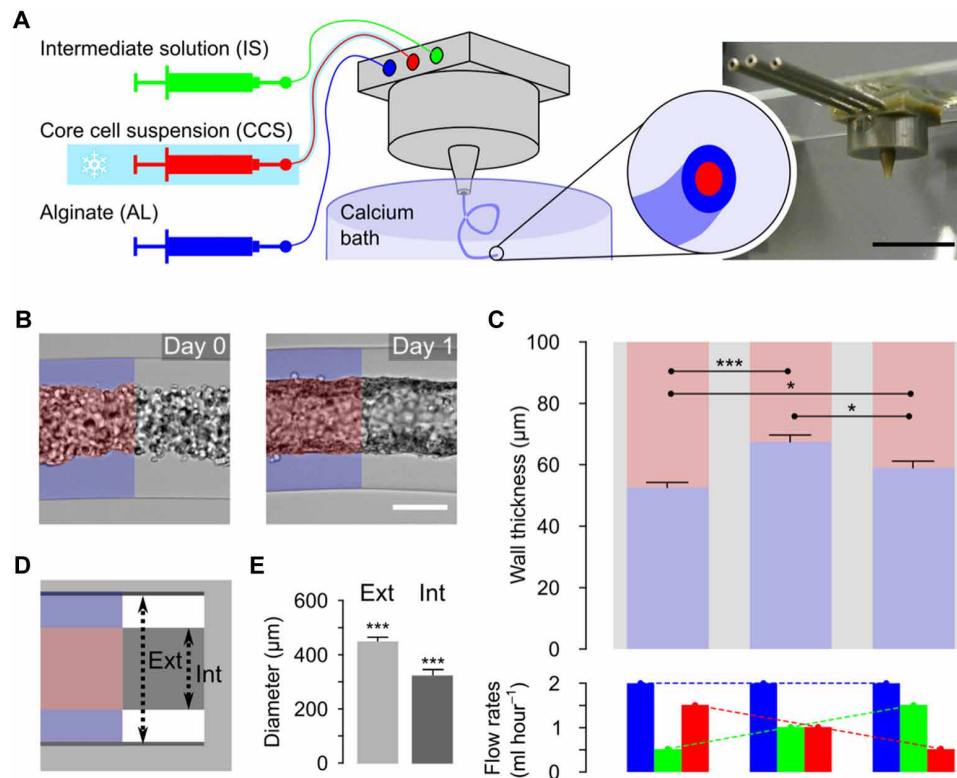 A
Intermediate solution (IS)
Core cell suspension (CCS)
Alginate (AL)
Calcium
bath
B
Day 0
Day 1
C
100
80
60
40
20
0
Wall thickness (µm)
***
*
*
D
Ext
Int
E
Ext
Int
***
***
600
400
200
0
Diameter (µm)
2
1
0
Flow rates
(ml hour⁻¹)